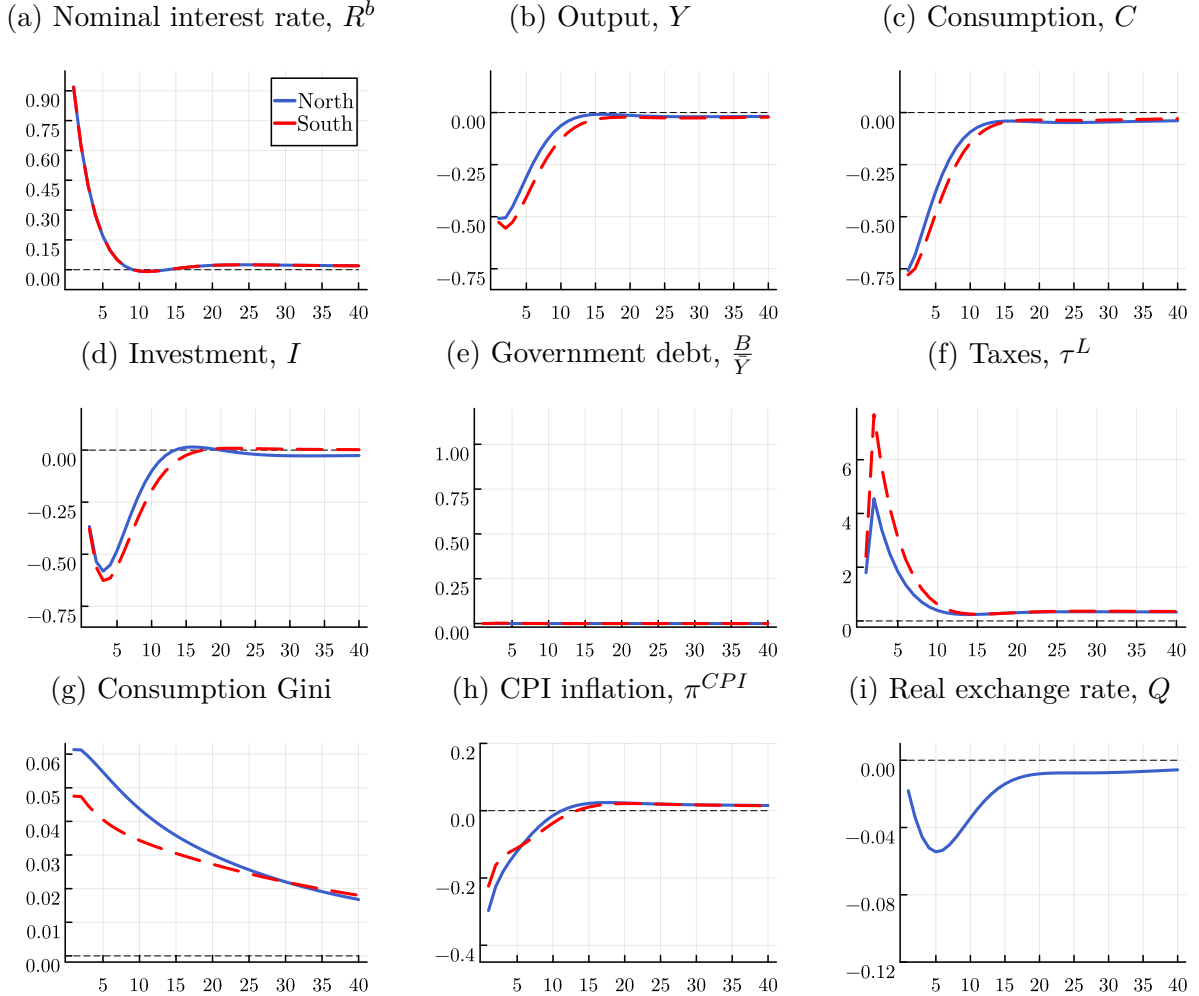 (a) Nominal interest rate, R^b
(b) Output, Y
(c) Consumption, C
0.90
0.75
0.60
0.45
0.30
0.15
0.00
North
South
5 10 15 20 25 30 35 40
0.00
−0.25
−0.50
−0.75
5 10 15 20 25 30 35 40
0.00
−0.25
−0.50
−0.75
5 10 15 20 25 30 35 40
(d) Investment, I
(e) Government debt, B/Ȳ
(f) Taxes, τ^L
0.00
−0.25
−0.50
−0.75
5 10 15 20 25 30 35 40
1.00
0.75
0.50
0.25
0.00
5 10 15 20 25 30 35 40
6
4
2
0
5 10 15 20 25 30 35 40
(g) Consumption Gini
(h) CPI inflation, π^CPI
(i) Real exchange rate, Q
0.06
0.05
0.04
0.03
0.02
0.01
0.00
5 10 15 20 25 30 35 40
0.2
0.0
−0.2
−0.4
5 10 15 20 25 30 35 40
0.00
−0.04
−0.08
−0.12
5 10 15 20 25 30 35 40